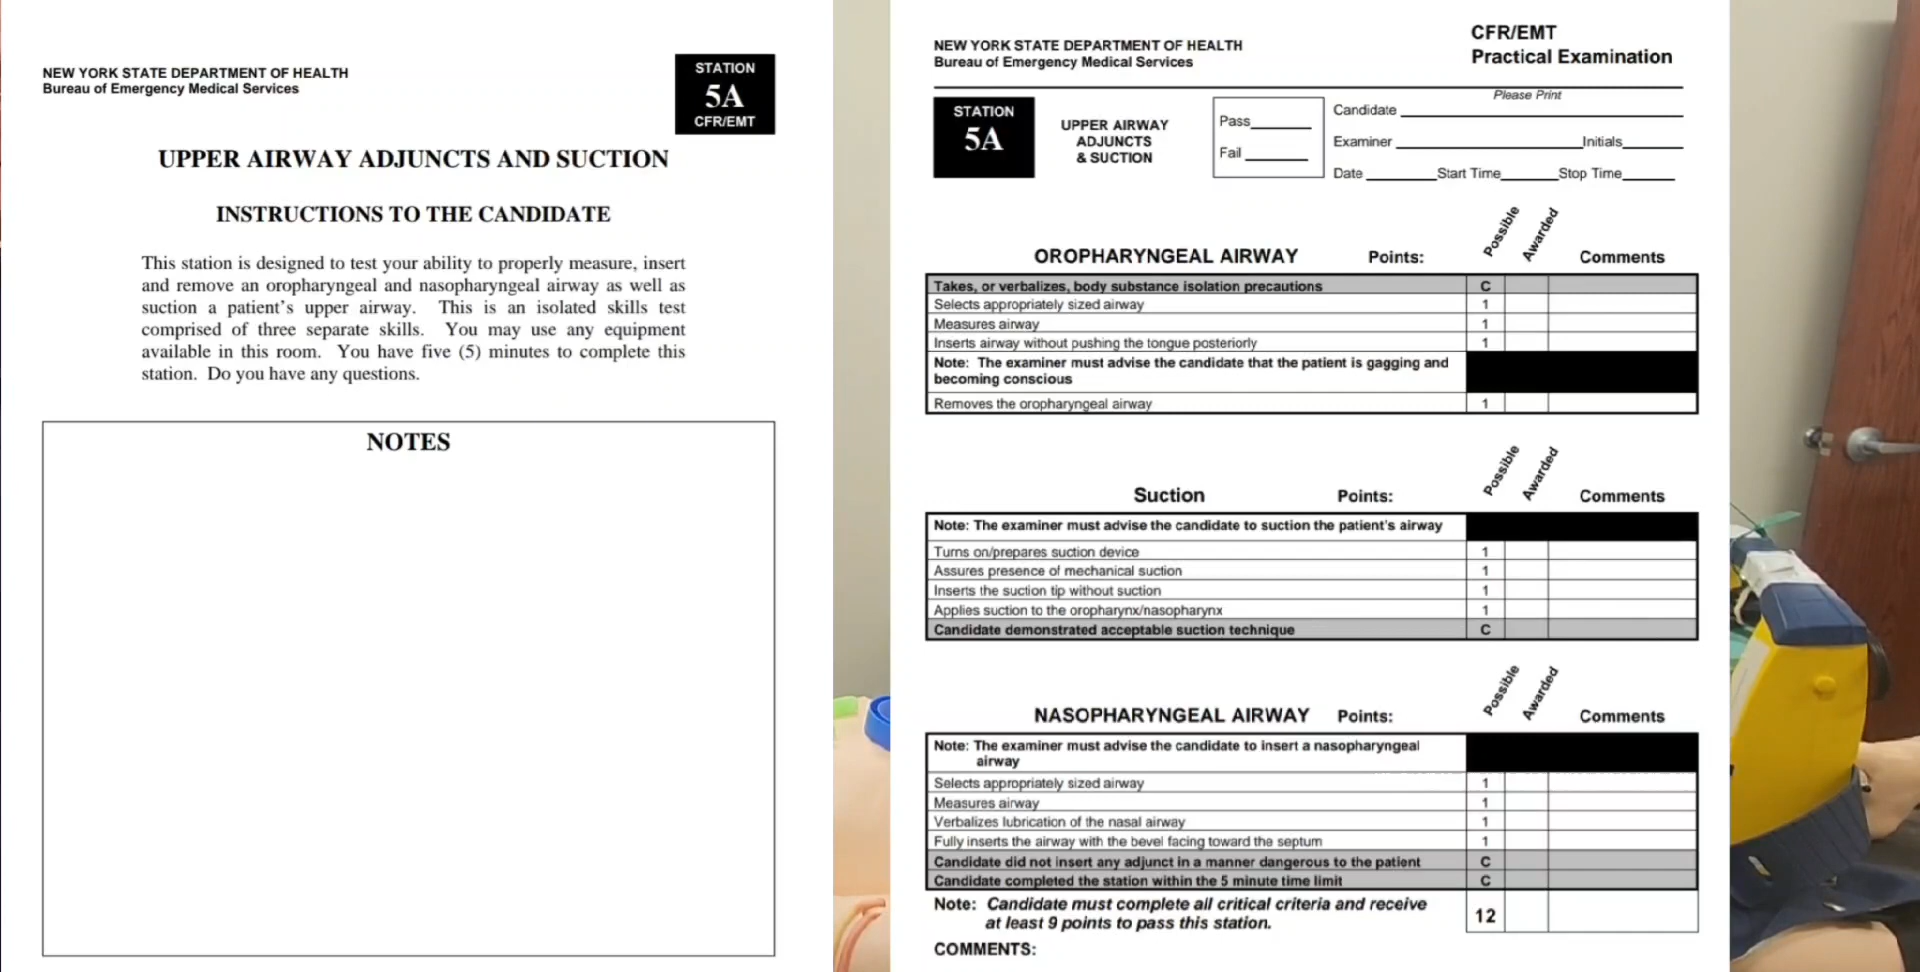 NEW YORK STATE DEPARTMENT OF HEALTH
Bureau of Emergency Medical Services
STATION
5A
CFR/EMT
UPPER AIRWAY ADJUNCTS AND SUCTION
INSTRUCTIONS TO THE CANDIDATE
This station is designed to test your ability to properly measure, insert
and remove an oropharyngeal and nasopharyngeal airway as well as
suction a patient's upper airway. This is an isolated skills test
comprised of three separate skills. You may use any equipment
available in this room. You have five (5) minutes to complete this
station. Do you have any questions.
NOTES
NEW YORK STATE DEPARTMENT OF HEALTH
Bureau of Emergency Medical Services
CFR/EMT
Practical Examination
STATION
5A
UPPER AIRWAY
ADJUNCTS
& SUCTION
Pass
Fail
Please Print
Candidate
Examiner Initials
Date Start Time Stop Time
OROPHARYNGEAL AIRWAY Points: Possible Awarded Comments
Takes, or verbalizes, body substance isolation precautions C
Selects appropriately sized airway 1
Measures airway 1
Inserts airway without pushing the tongue posteriorly 1
Note: The examiner must advise the candidate that the patient is gagging and
becoming conscious
Removes the oropharyngeal airway 1
Suction Points: Possible Awarded Comments
Note: The examiner must advise the candidate to suction the patient's airway
Turns on/prepares suction device 1
Assures presence of mechanical suction 1
Inserts the suction tip without suction 1
Applies suction to the oropharynx/nasopharynx 1
Candidate demonstrated acceptable suction technique C
NASOPHARYNGEAL AIRWAY Points: Possible Awarded Comments
Note: The examiner must advise the candidate to insert a nasopharyngeal
airway
Selects appropriately sized airway 1
Measures airway 1
Verbalizes lubrication of the nasal airway 1
Fully inserts the airway with the bevel facing toward the septum 1
Candidate did not insert any adjunct in a manner dangerous to the patient C
Candidate completed the station within the 5 minute time limit C
Note: Candidate must complete all critical criteria and receive
at least 9 points to pass this station. 12
COMMENTS: